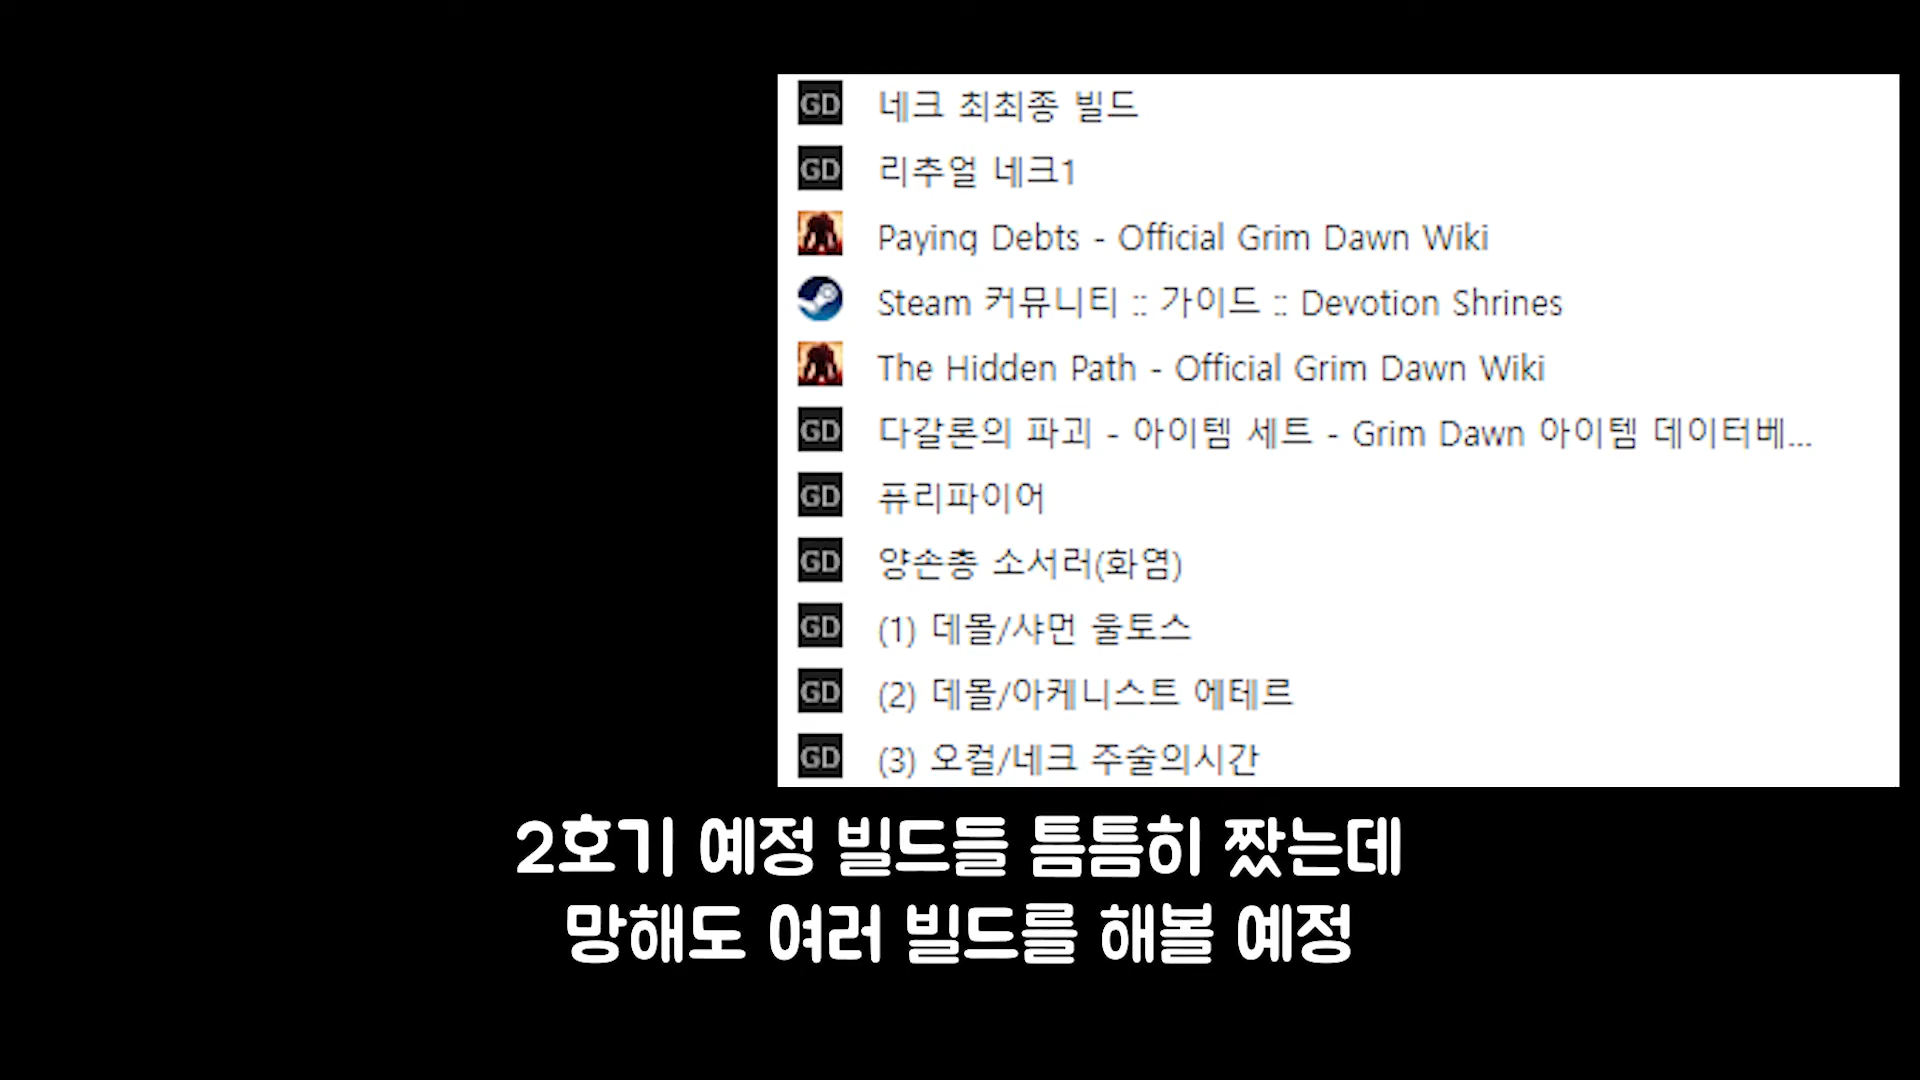 GD 네크 최최종 빌드
GD 리추얼 네크1
Paying Debts - Official Grim Dawn Wiki
Steam 커뮤니티 :: 가이드 :: Devotion Shrines
The Hidden Path - Official Grim Dawn Wiki
GD 다갈론의 파괴 - 아이템 세트 - Grim Dawn 아이템 데이터베...
GD 퓨리파이어
GD 양손총 소서러(화염)
GD (1) 데몰/샤먼 울토스
GD (2) 데몰/아케니스트 에테르
GD (3) 오컬/네크 주술의시간
2호기 예정 빌드들 틈틈히 짰는데
망해도 여러 빌드를 해볼 예정